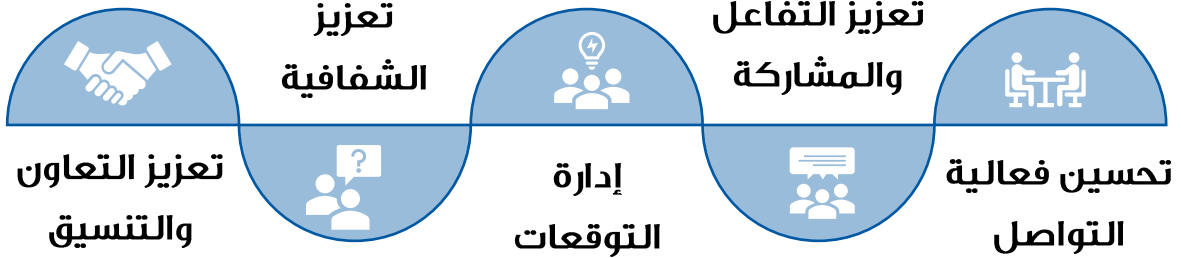 تحسين فعالية
التواصل
تعزيز التفاعل
والمشاركة
إدارة
التوقعات
تعزيز
الشفافية
تعزيز التعاون
والتنسيق